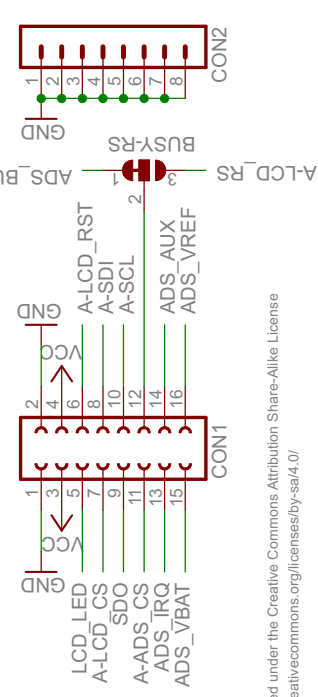 CON2
1
2
3
4
5
6
7
8
GND
BUSY-RS
ADS_BU
1
3
A-LCD_RS
2
A-LCD_RST
A-SDI
A-SCL
ADS_AUX
ADS_VREF
GND
VCC
2
4
6
8
10
12
14
16
CON1
1
3
5
7
9
11
13
15
VCC
GND
LCD_LED
A-LCD_CS
SDO
A-ADS_CS
ADS_IRQ
ADS_VBAT
ed under the Creative Commons Attribution Share-Alike License
eativecommons.org/licenses/by-sa/4.0/